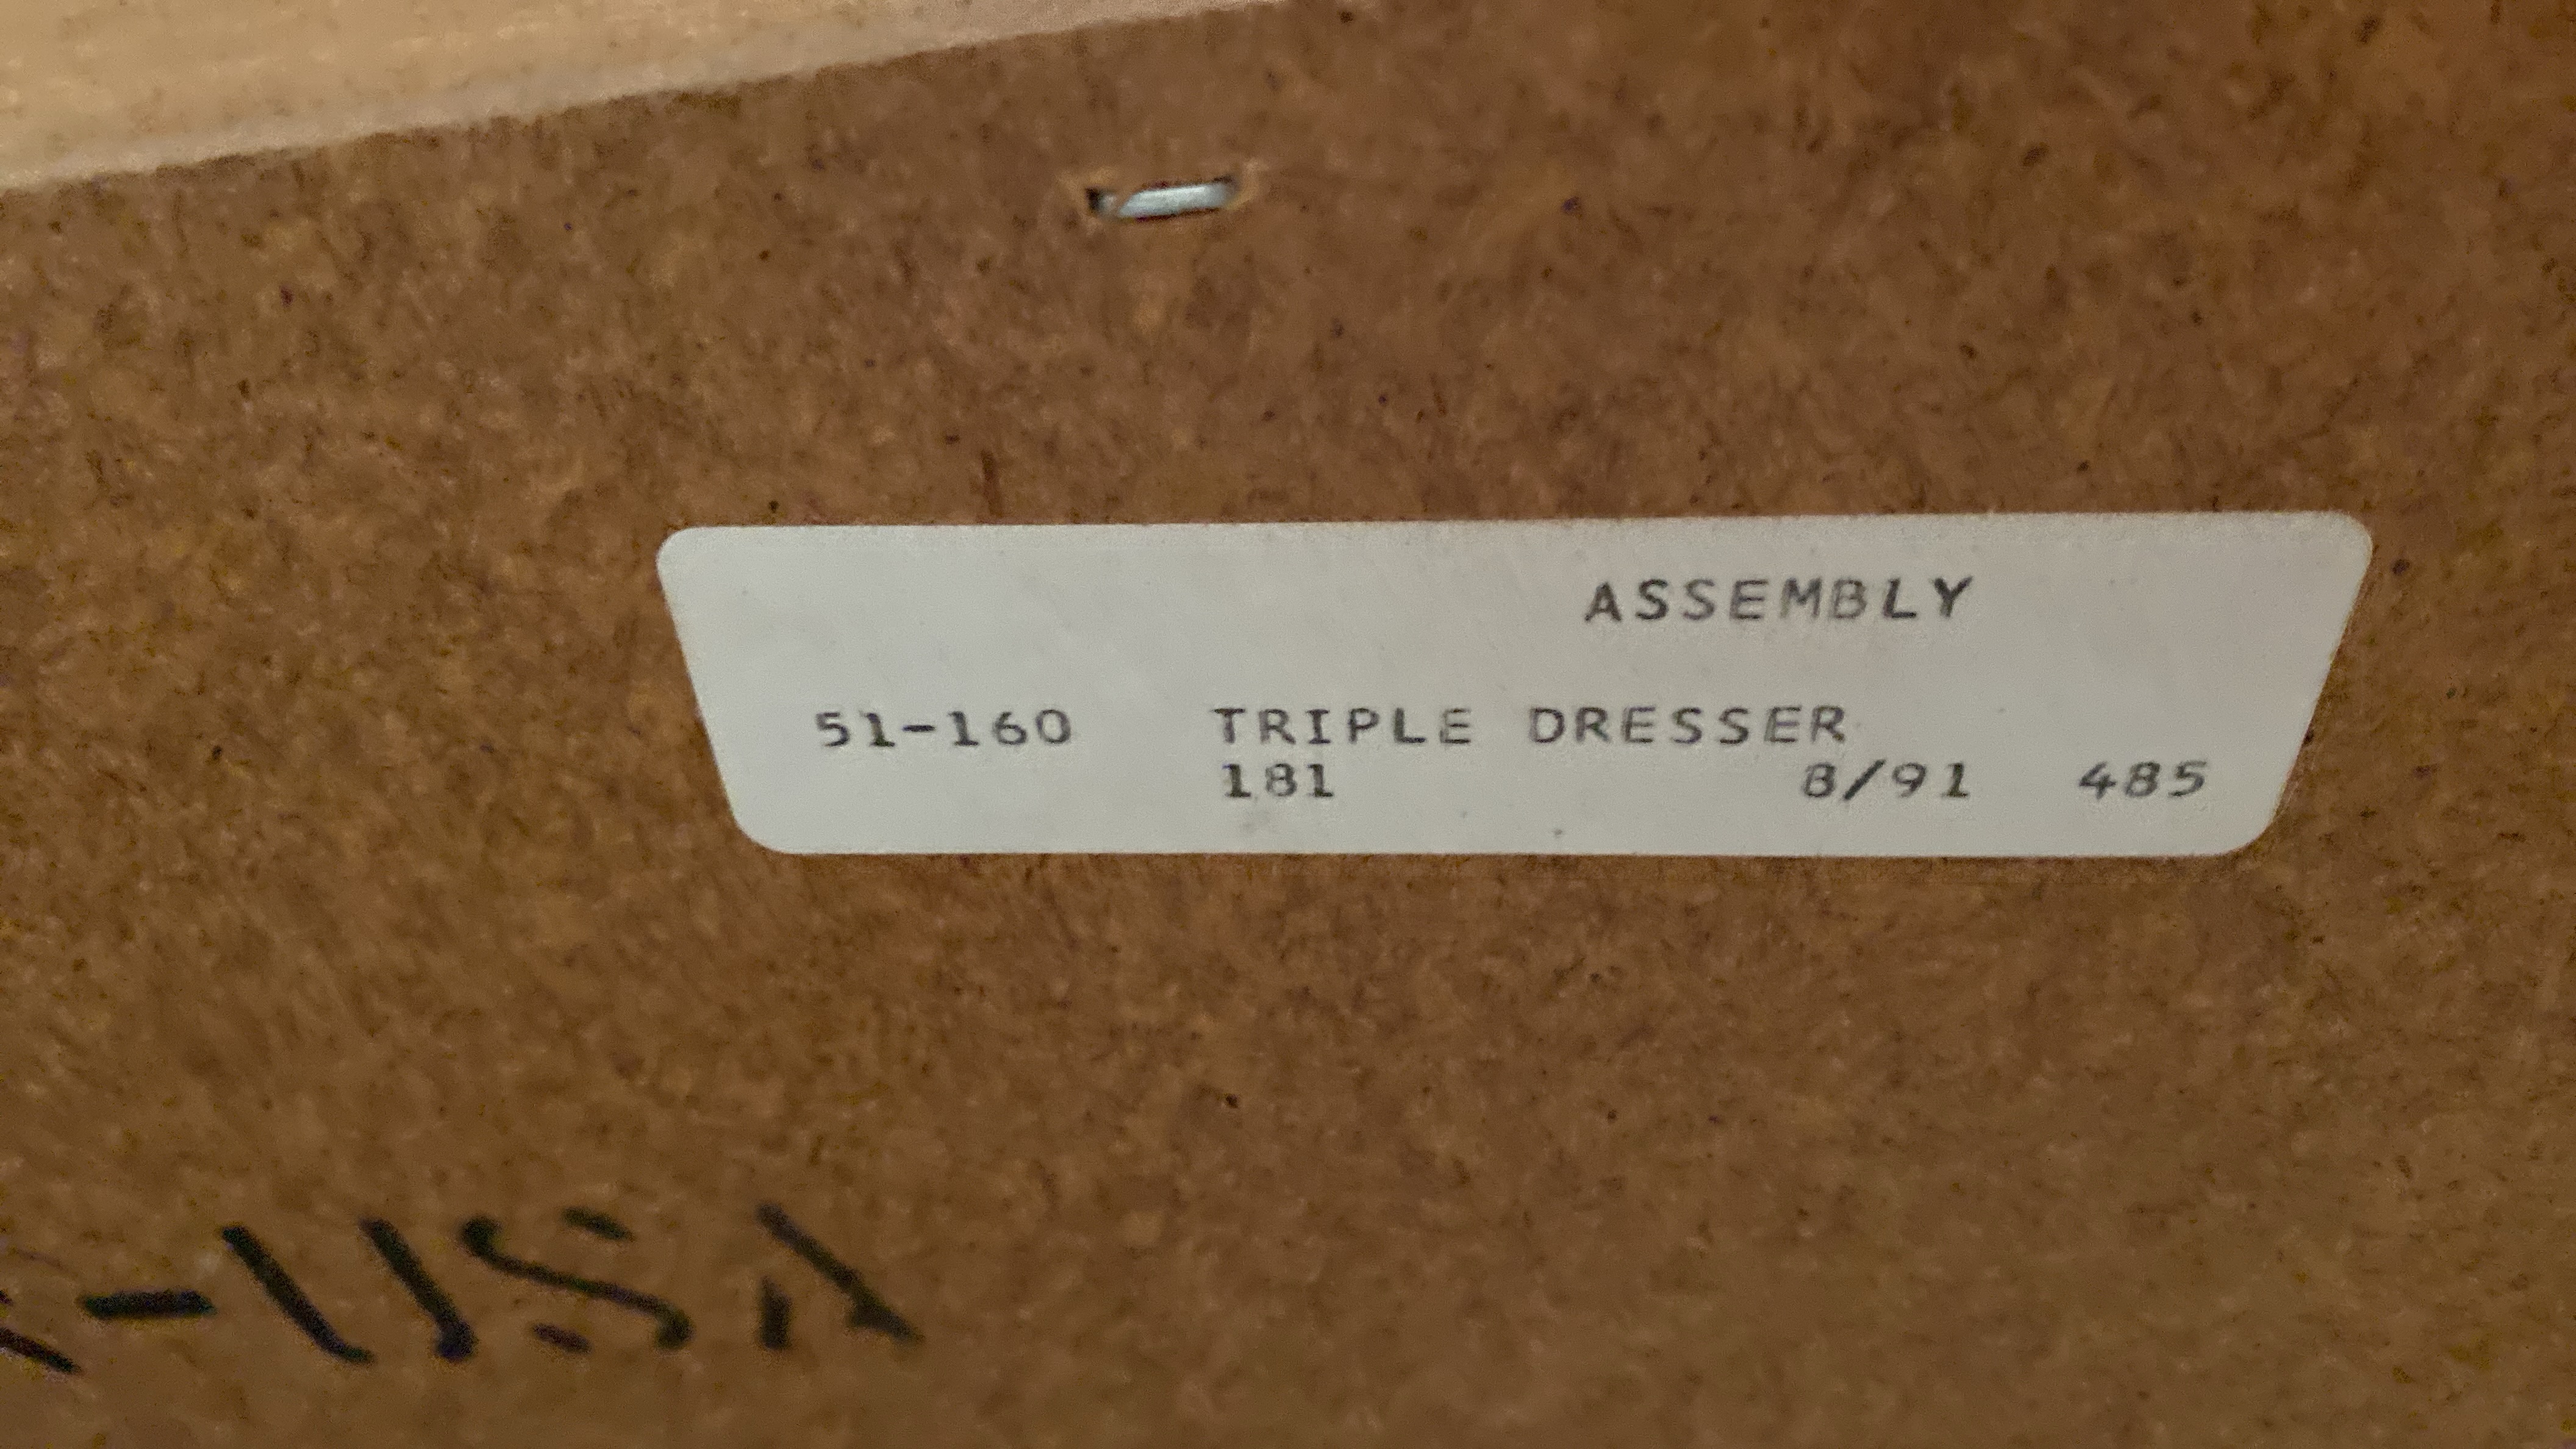 ASSEMBLY
51-160 TRIPLE DRESSER
181 8/91 485
-USA